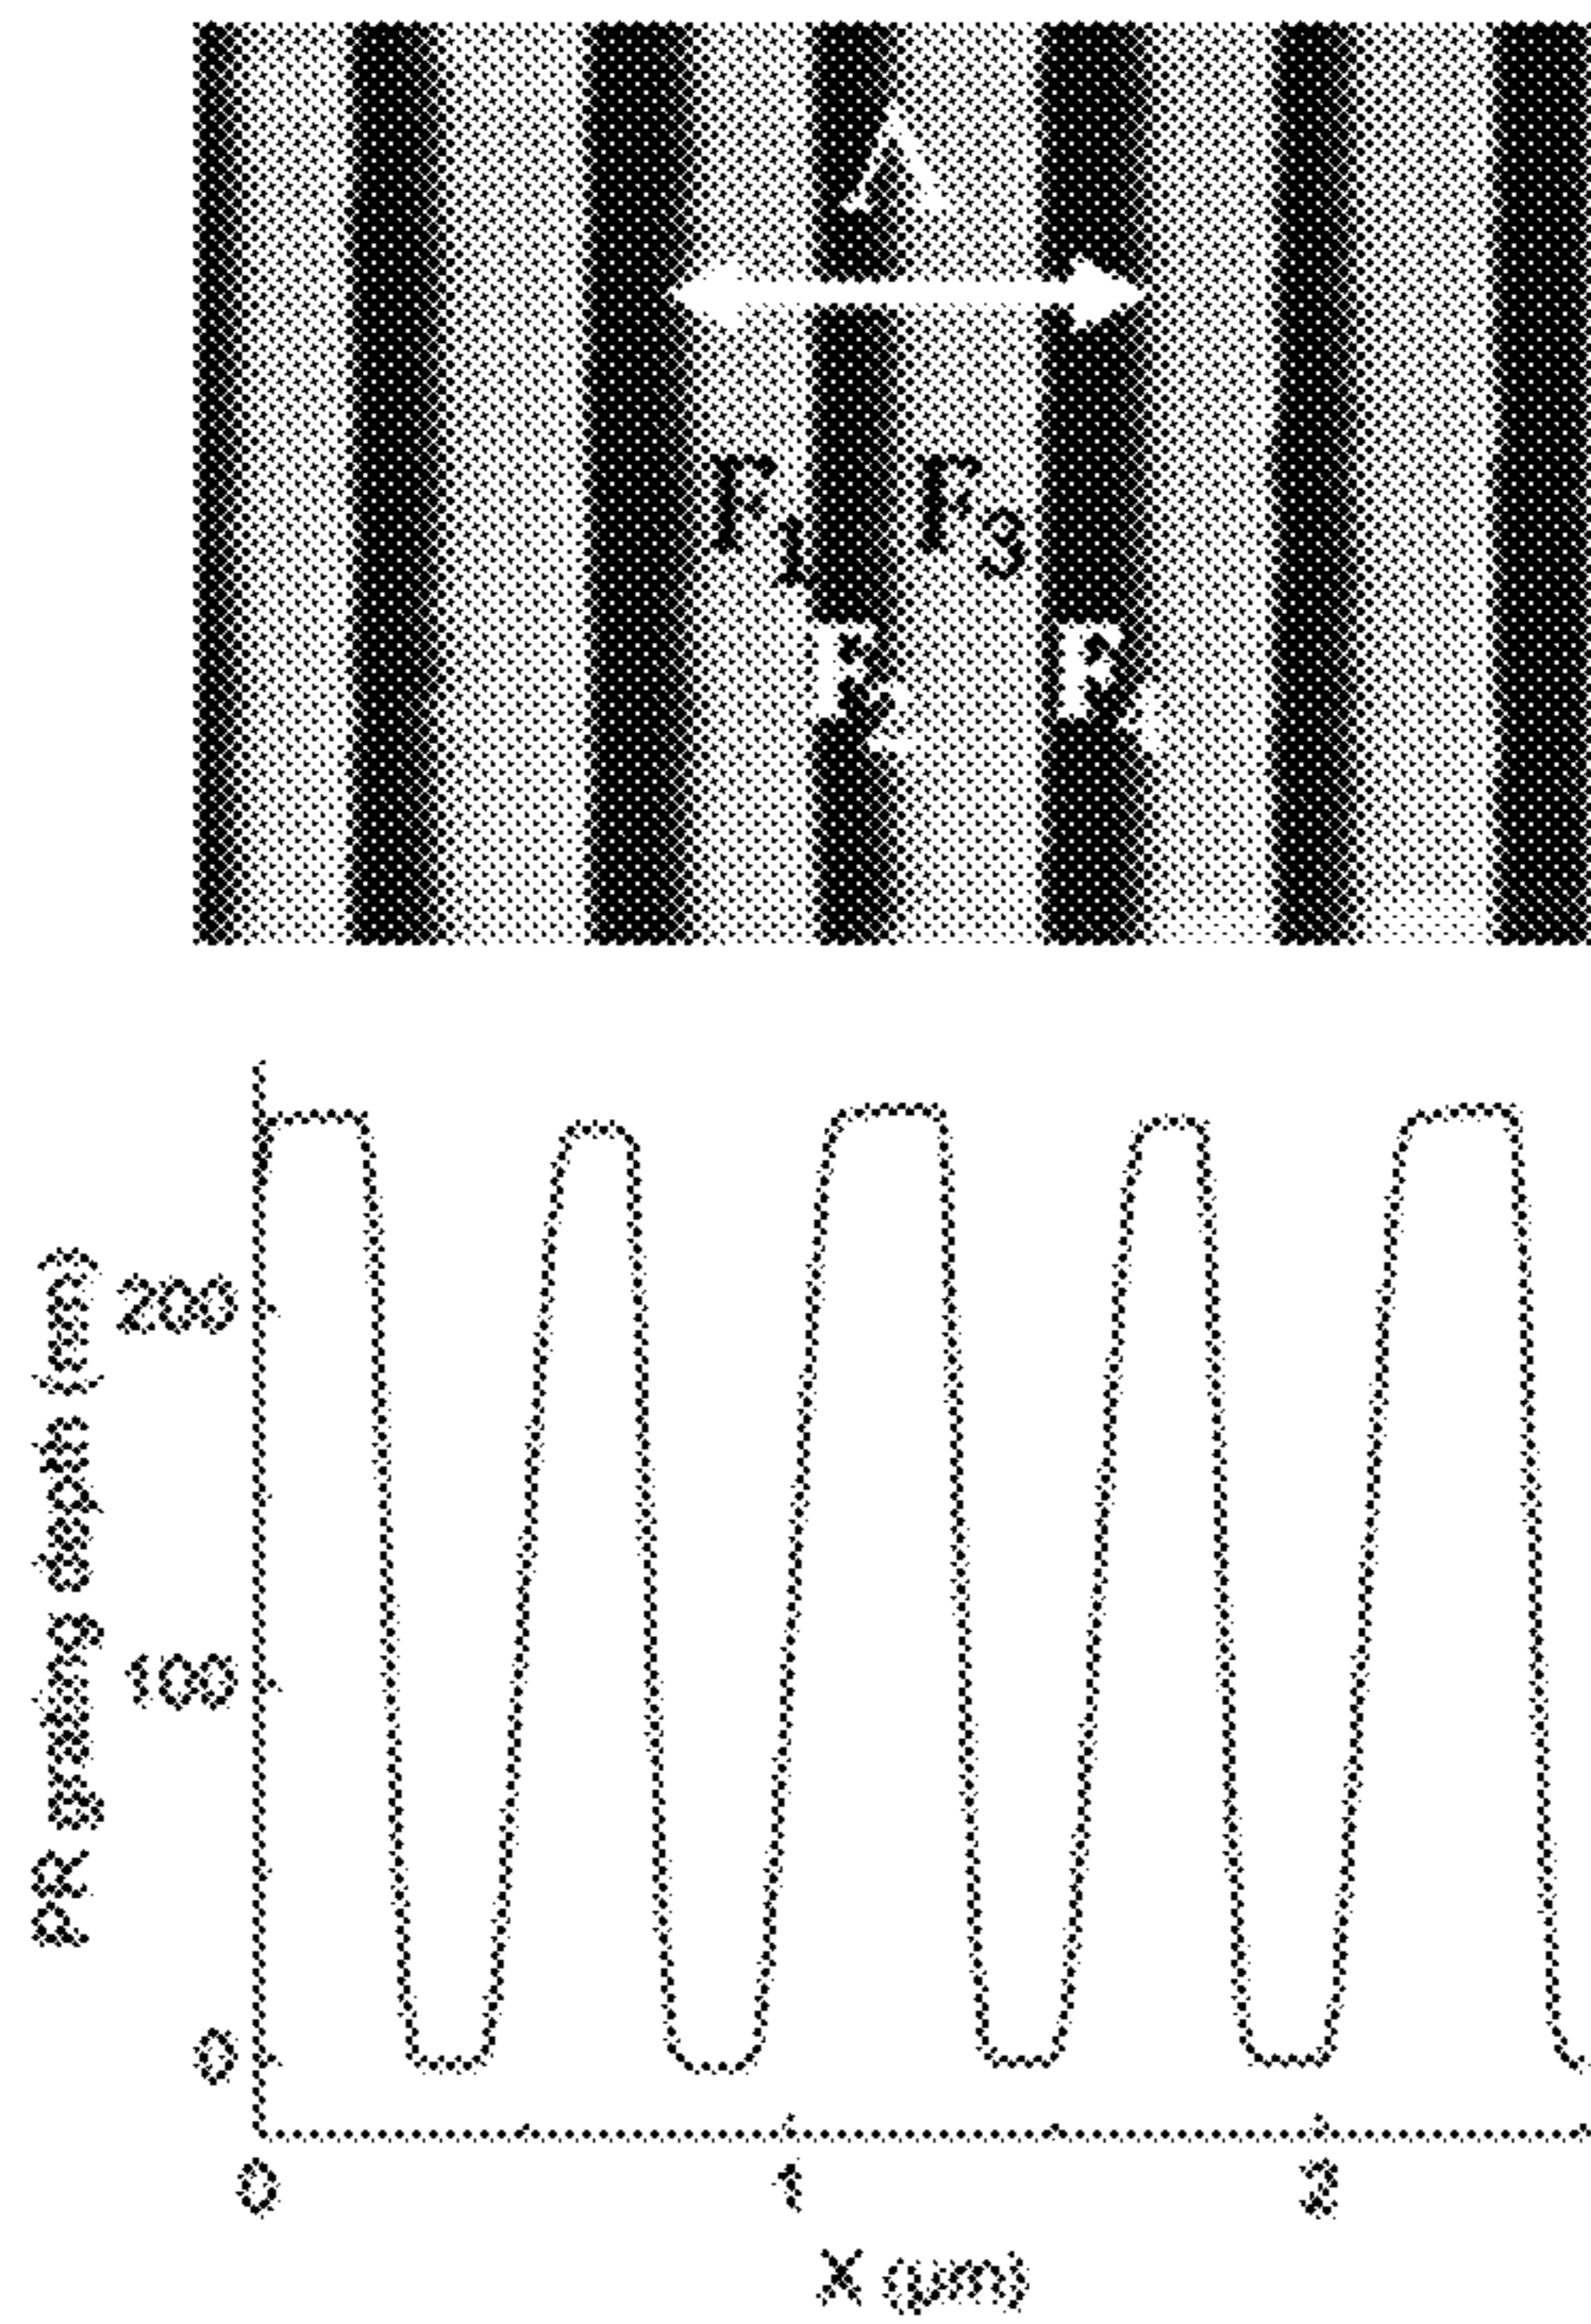 Λ
F1 F3
F2 F4
PR grating depth (nm)
200
100
0
0 1 2
X (μm)